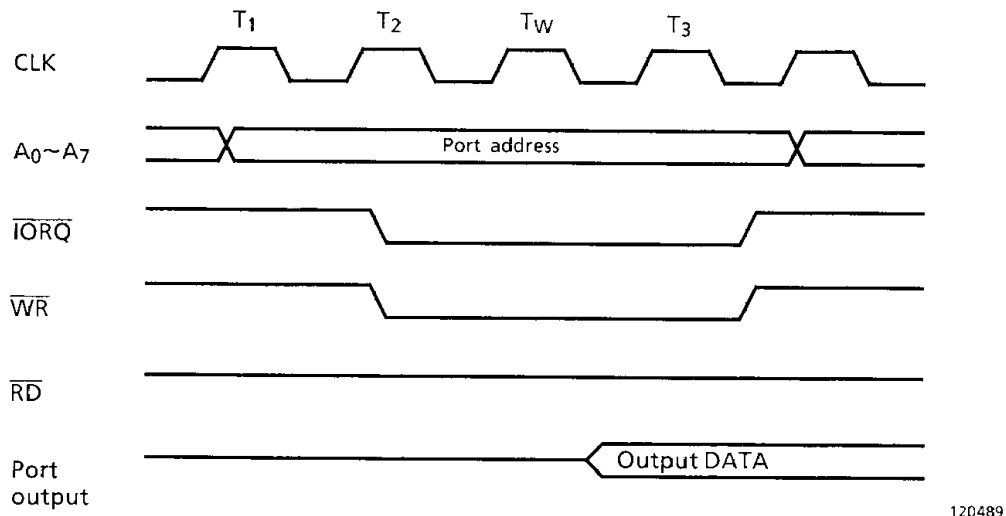 T1 T2 TW T3
CLK
A0~A7 Port address
IORQ
WR
RD
Port output Output DATA
120489